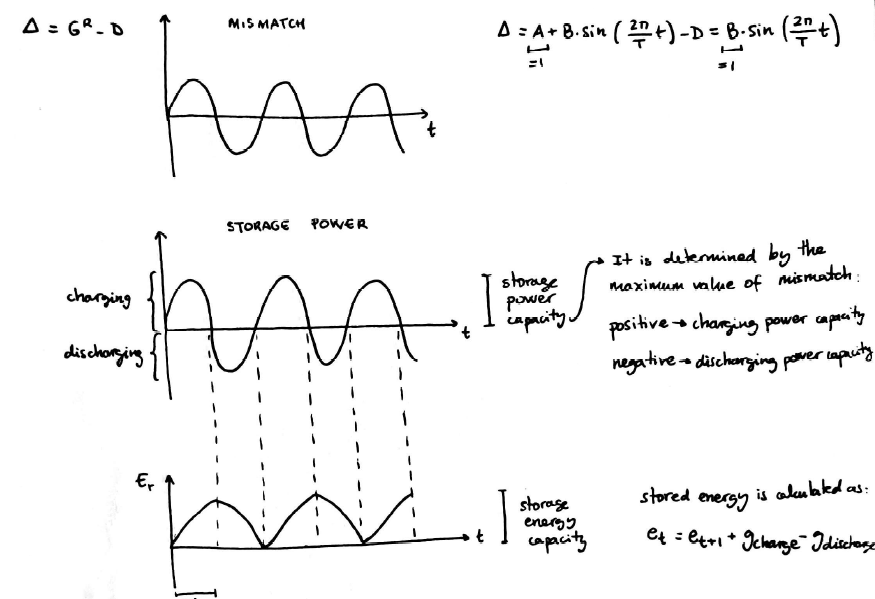 Δ = G^R - D
MISMATCH
Δ = A + B·sin (2π/T t) - D = B·sin (2π/T t)
=1
=1
t
STORAGE POWER
charging
discharging
t
storage
power
capacity
It is determined by the
maximum value of mismatch:
positive → charging power capacity
negative → discharging power capacity
E_r
t
storage
energy
capacity
stored energy is calculated as:
e_t = e_t+1 + g_charge - g_discharge